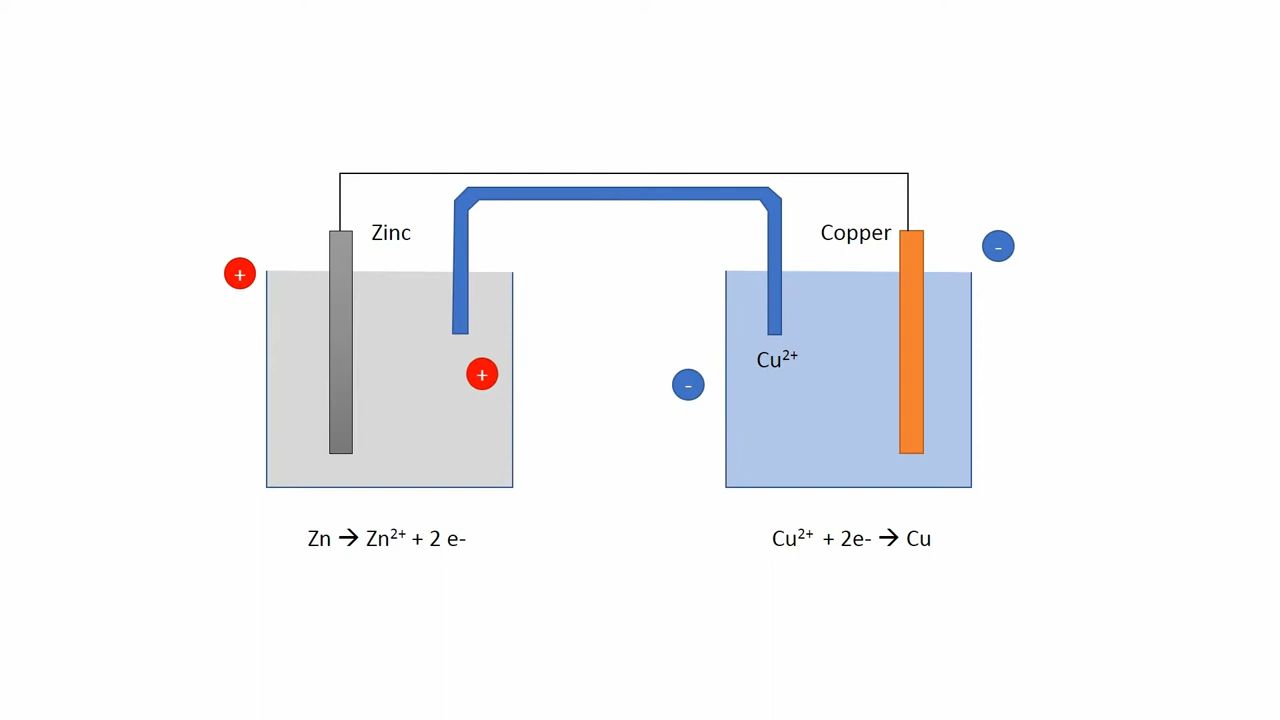 Zinc
Copper
+
-
+
-
Cu²⁺
Zn → Zn²⁺ + 2 e-
Cu²⁺ + 2e- → Cu